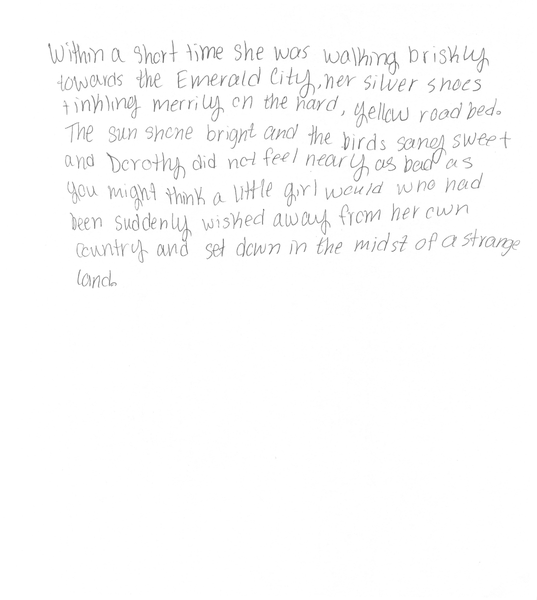 Within a short time she was walking briskly
towards the Emerald City, her silver shoes
tinkling merrily on the hard, yellow road bed.
The sun shone bright and the birds sang sweet
and Dorothy did not feel nearly as bad as
you might think a little girl would who had
been suddenly wished away from her own
country and set down in the midst of a strange
land.